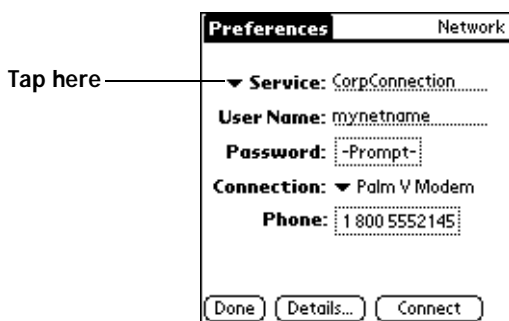 Preferences Network
Tap here
Service: CorpConnection
User Name: mynetname
Password: -Prompt-
Connection: Palm V Modem
Phone: 1 800 5552145
Done Details... Connect